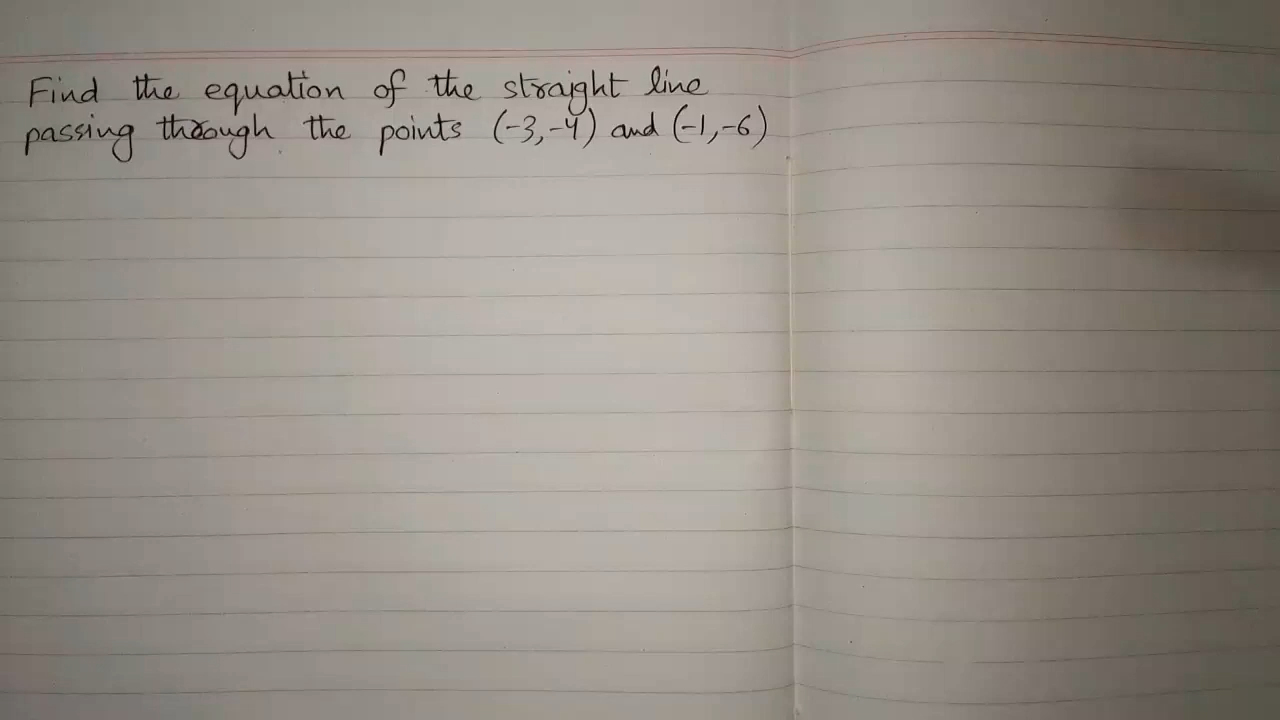 Find the equation of the straight line
passing through the points (-3,-4) and (-1,-6)